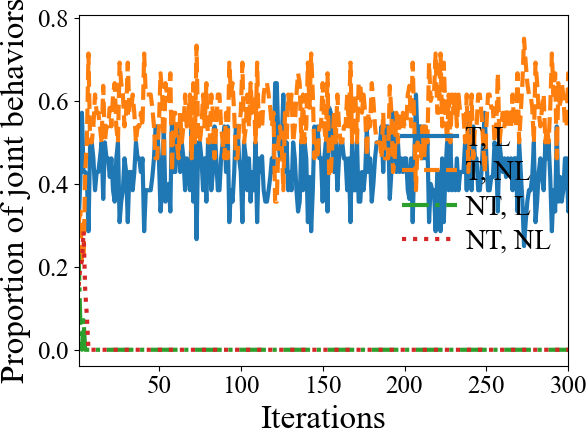 Proportion of joint behaviors
0.8
0.6
0.4
0.2
0.0
T, L
T, NL
NT, L
NT, NL
50
100
150
200
250
300
Iterations